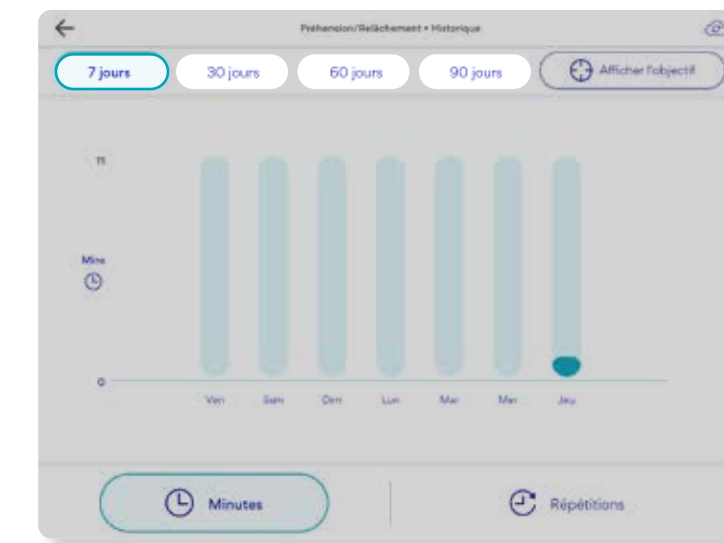 Préhension/Relâchement • Historique
7 jours 30 jours 60 jours 90 jours Afficher l'objectif
11
Mins
0
Ven Sam Dim Lun Mar Mer Jeu
Minutes Répétitions